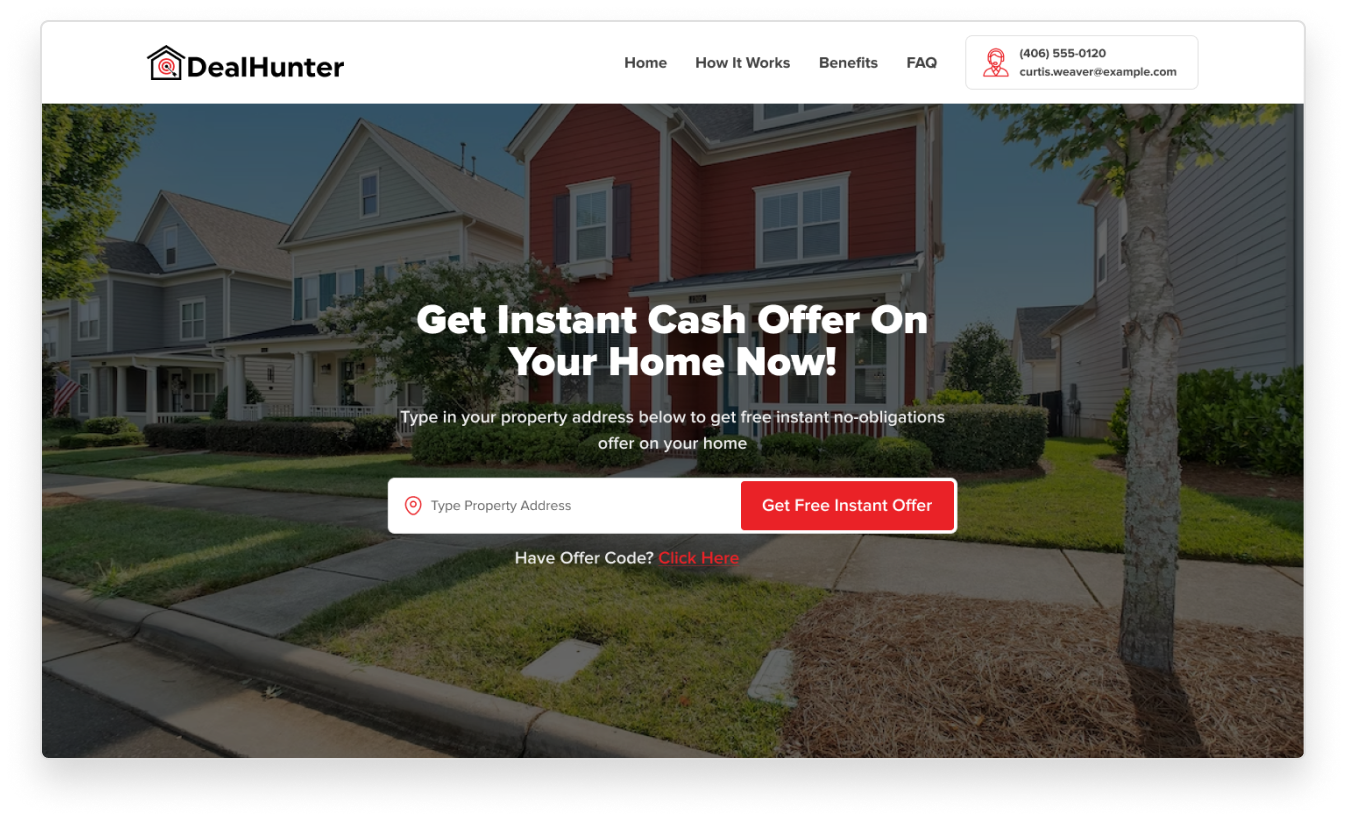 DealHunter
Home How It Works Benefits FAQ
(406) 555-0120
curtis.weaver@example.com
Get Instant Cash Offer On
Your Home Now!
Type in your property address below to get free instant no-obligations
offer on your home
Type Property Address
Get Free Instant Offer
Have Offer Code? Click Here